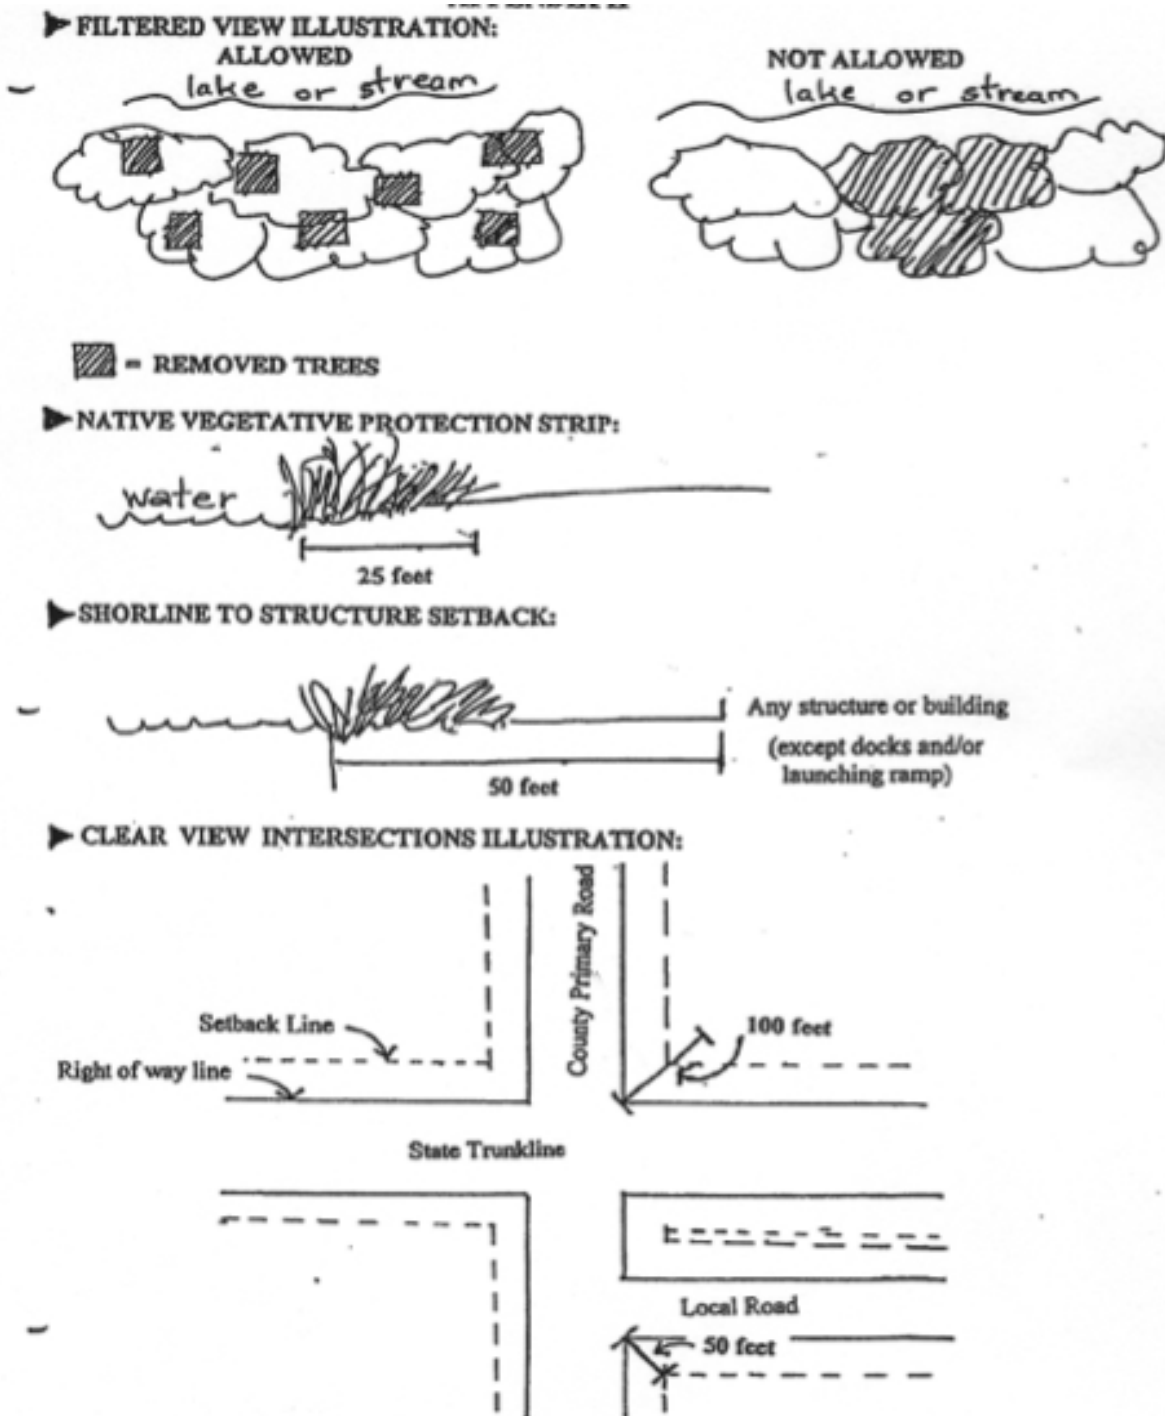 FILTERED VIEW ILLUSTRATION:
ALLOWED
lake or stream
NOT ALLOWED
lake or stream
= REMOVED TREES
NATIVE VEGETATIVE PROTECTION STRIP:
water
25 feet
SHORLINE TO STRUCTURE SETBACK:
Any structure or building
(except docks and/or
launching ramp)
50 feet
CLEAR VIEW INTERSECTIONS ILLUSTRATION:
County Primary Road
Setback Line
100 feet
Right of way line
State Trunkline
Local Road
50 feet